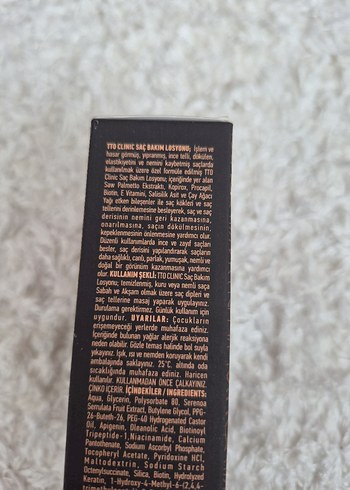 TTO CLINIC SAÇ BAKIM LOSYONU; İşlem ve
hasar görmüş, yıpranmış, ince telli, dökülen,
elastikiyetini ve nemini kaybetmiş saçlarda
kullanılmak üzere özel formüle edilmiş TTO
Clinic Saç Bakım Losyonu; içeriğinde yer alan
Saw Palmetto Ekstraktı, Kopirox, Procapil,
Biotin, E Vitamini, Salisilik Asit ve Çay Ağacı
Yağı etken bileşenler ile saç kökleri ve saç
tellerini derinlemesine besleyerek, saç ve saç
derisinin nemini geri kazanmasına,
onarılmasına, saçın dökülmesinin,
kepeklenmesinin önlenmesine yardımcı olur.
Düzenli kullanımlarda ince ve zayıf saçları
besler, saç derisini yapılandırarak saçların
daha sağlıklı, canlı, parlak, yumuşak, nemli ve
doğal bir görünüm kazanmasına yardımcı
olur. KULLANIM ŞEKLİ: TTO CLINIC Saç Bakım
Losyonu; temizlenmiş, kuru veya nemli saça
Sabah ve Akşam olmak üzere saç dipleri ve
saç tellerine masaj yaparak uygulayınız.
Durulama gerektirmez. Günlük kullanım için
uygundur. UYARILAR: Çocukların
erişemeyeceği yerlerde muhafaza ediniz.
İçeriğinde bulunan yağlar alerjik reaksiyona
neden olabilir. Gözle temas halinde bol suyla
yıkayınız. Işık, ısı ve nemden koruyarak kendi
ambalajında saklayınız. 25°C altında oda
sıcaklığında muhafaza ediniz. Haricen
kullanılır. KULLANMADAN ÖNCE ÇALKAYINIZ.
ÇİNKO İÇERİR. İÇİNDEKİLER / INGREDIENTS:
Aqua, Glycerin, Polysorbate 80, Serenoa
Serrulata Fruit Extract, Butylene Glycol, PPG-
26-Buteth-26, PEG-40 Hydrogenated Castor
Oil, Apigenin, Oleanolic Acid, Biotinoyl
Tripeptide-1, Niacinamide, Calcium
Pantothenate, Sodium Ascorbyl Phosphate,
Tocopheryl Acetate, Pyridoxine HCI,
Maltodextrin, Sodium Starch
Octenylsuccinate, Silica, Biotin, Hydrolyzed
Keratin, 1-Hydroxy-4-Methyl-6-(2,4,4-